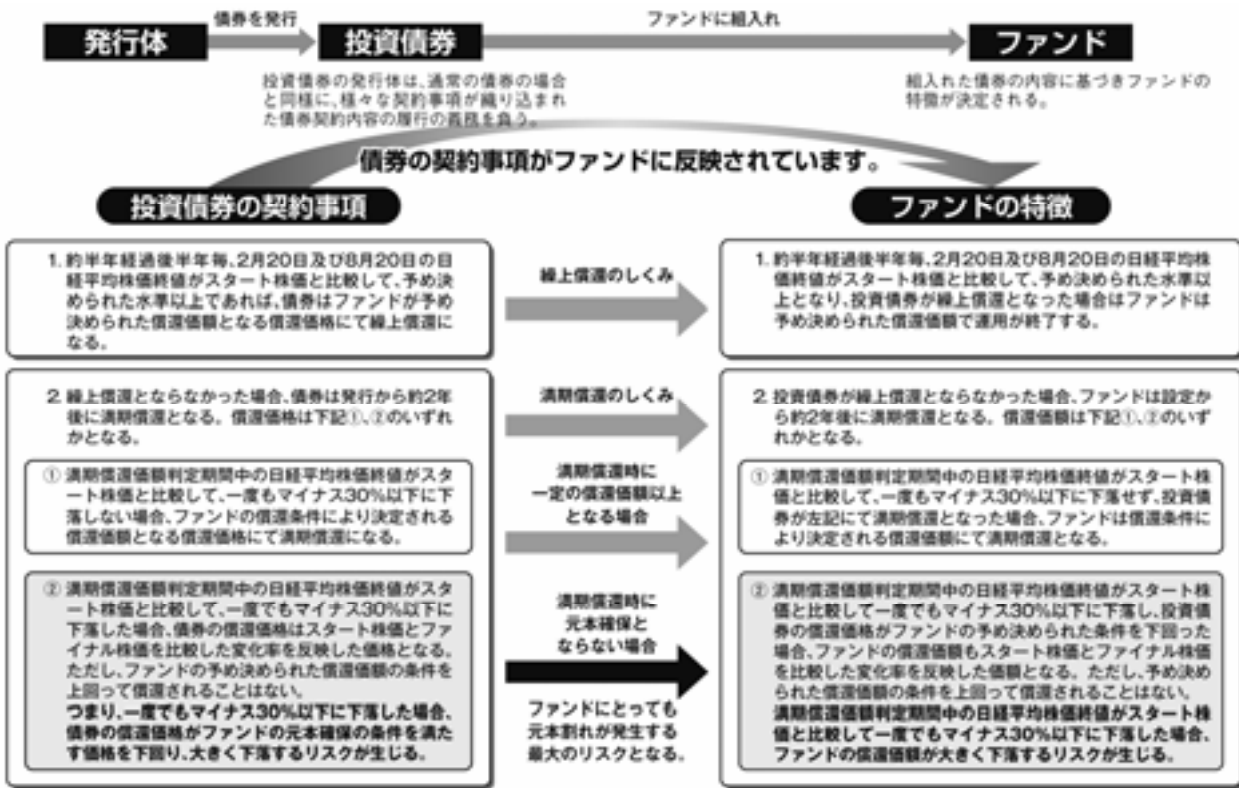 債券を発行
ファンドに組入れ
発行体
投資債券
ファンド
投資債券の発行体は、通常の債券の場合
と同様に、様々な契約事項が織り込まれ
た債券契約内容の履行の義務を負う。
組入れた債券の内容に基づきファンドの
特徴が決定される。
債券の契約事項がファンドに反映されています。
投資債券の契約事項
ファンドの特徴
1. 約半年経過後半年毎、2月20日及び8月20日の日
経平均株価終値がスタート株価と比較して、予め決
められた水準以上であれば、債券はファンドが予め
決められた償還価額となる償還価格にて繰上償還に
なる。
繰上償還のしくみ
1. 約半年経過後半年毎、2月20日及び8月20日の日経平均株
価終値がスタート株価と比較して、予め決められた水準以
上となり、投資債券が繰上償還となった場合はファンドは
予め決められた償還価額で運用が終了する。
2. 繰上償還とならなかった場合、債券は発行から約2年
後に満期償還となる。償還価格は下記①、②のいずれ
かとなる。
満期償還のしくみ
2. 投資債券が繰上償還とならなかった場合、ファンドは設定か
ら約2年後に満期償還となる。償還価額は下記①、②のいず
れかとなる。
① 満期償還価額判定期間中の日経平均株価終値がスタ
ート株価と比較して、一度もマイナス30%以下に下
落しない場合、ファンドの償還条件により決定される
償還価額となる償還価格にて満期償還になる。
満期償還時に
一定の償還価額以上
となる場合
① 満期償還価額判定期間中の日経平均株価終値がスタート株
価と比較して、一度もマイナス30%以下に下落せず、投資債
券が左記にて満期償還となった場合、ファンドは償還条件に
より決定される償還価額にて満期償還となる。
② 満期償還価額判定期間中の日経平均株価終値がスタ
ート株価と比較して、一度でもマイナス30%以下に
下落した場合、債券の償還価格はスタート株価とファ
イナル株価を比較した変化率を反映した価格となる。
ただし、ファンドの予め決められた償還価額の条件を
上回って償還されることはない。
つまり、一度でもマイナス30%以下に下落した場合、
債券の償還価格がファンドの元本確保の条件を満た
す価格を下回り、大きく下落するリスクが生じる。
満期償還時に
元本確保と
ならない場合
ファンドにとっても
元本割れが発生する
最大のリスクとなる。
② 満期償還価額判定期間中の日経平均株価終値がスタート株
価と比較して一度でもマイナス30%以下に下落し、投資債
券の償還価格がファンドの予め決められた条件を下回った
場合、ファンドの償還価額もスタート株価とファイナル株価
を比較した変化率を反映した価額となる。ただし、予め決め
られた償還価額の条件を上回って償還されることはない。
満期償還価額判定期間中の日経平均株価終値がスタート株
価と比較して一度でもマイナス30%以下に下落した場合、
ファンドの償還価額が大きく下落するリスクが生じる。